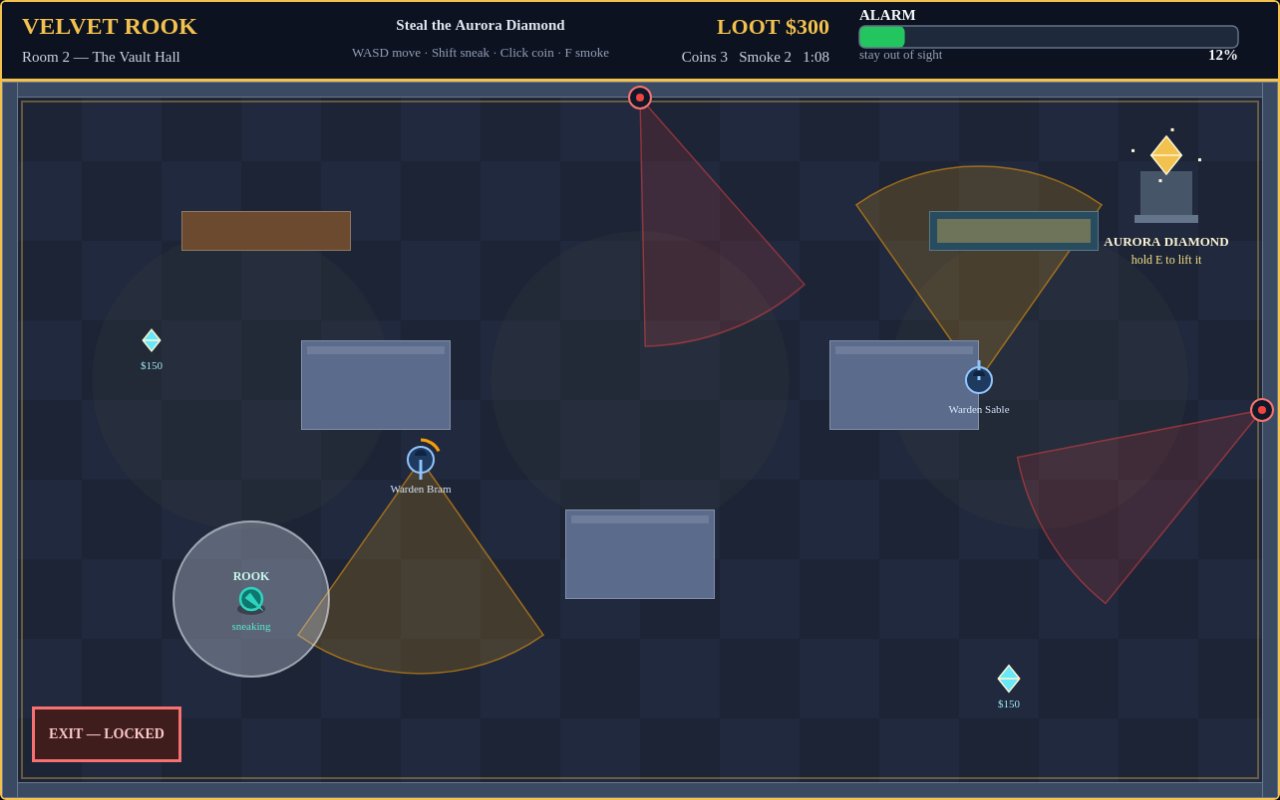 VELVET ROOK
Room 2 — The Vault Hall
Steal the Aurora Diamond
WASD move · Shift sneak · Click coin · F smoke
LOOT $300
Coins 3 Smoke 2 1:08
ALARM
stay out of sight
12%
AURORA DIAMOND
hold E to lift it
$150
Warden Sable
Warden Bram
ROOK
sneaking
$150
EXIT — LOCKED